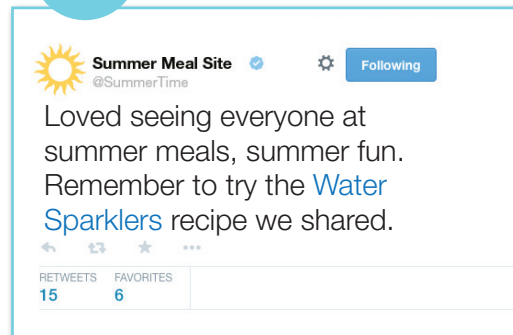 Summer Meal Site
Following
@SummerTime
Loved seeing everyone at
summer meals, summer fun.
Remember to try the Water
Sparklers recipe we shared.
RETWEETS FAVORITES
15 6